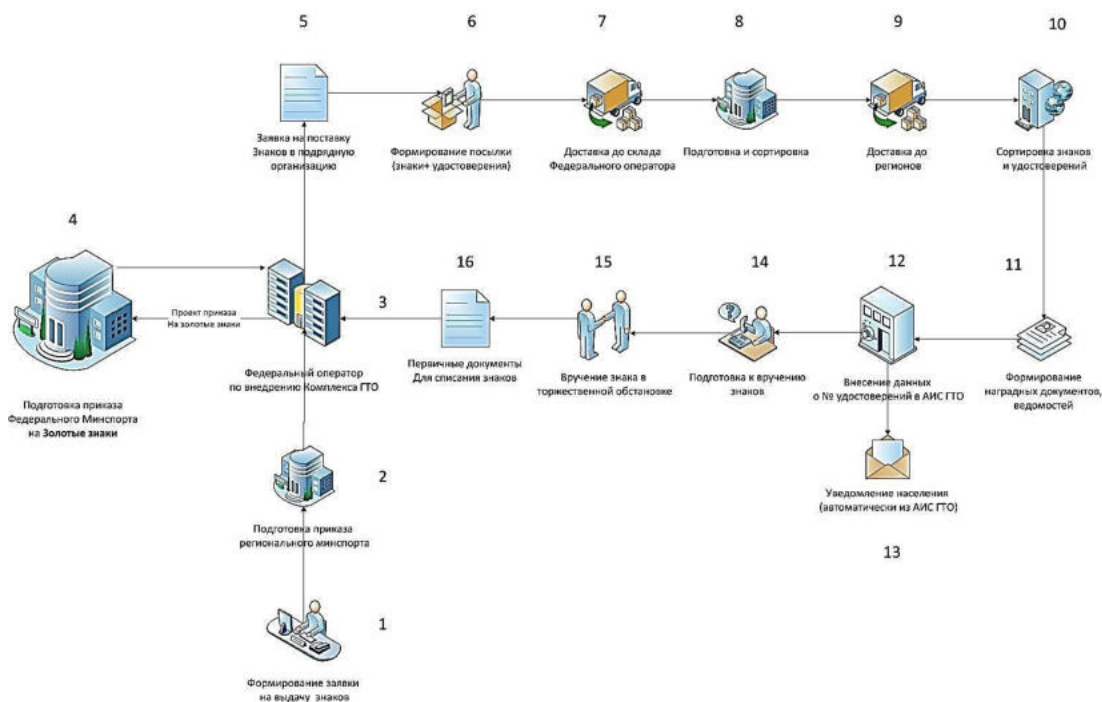 5
6
7
8
9
10
Заявка на поставку
Знаков в подрядную
организацию
Формирование посылки
(знаки+ удостоверения)
Доставка до склада
Федерального оператора
Подготовка и сортировка
Доставка до
регионов
Сортировка знаков
и удостоверений
4
Проект приказа
На золотые знаки
Подготовка приказа
Федерального Минспорта
на Золотые знаки
3
Федеральный оператор
по внедрению Комплекса ГТО
16
Первичные документы
Для списания знаков
15
Вручение знака в
торжественной обстановке
14
Подготовка к вручению
знаков
12
Внесение данных
о № удостоверений в АИС ГТО
11
Формирование
наградных документов,
ведомостей
2
Подготовка приказа
регионального минспорта
Уведомление населения
(автоматически из АИС ГТО)
13
1
Формирование заявки
на выдачу знаков